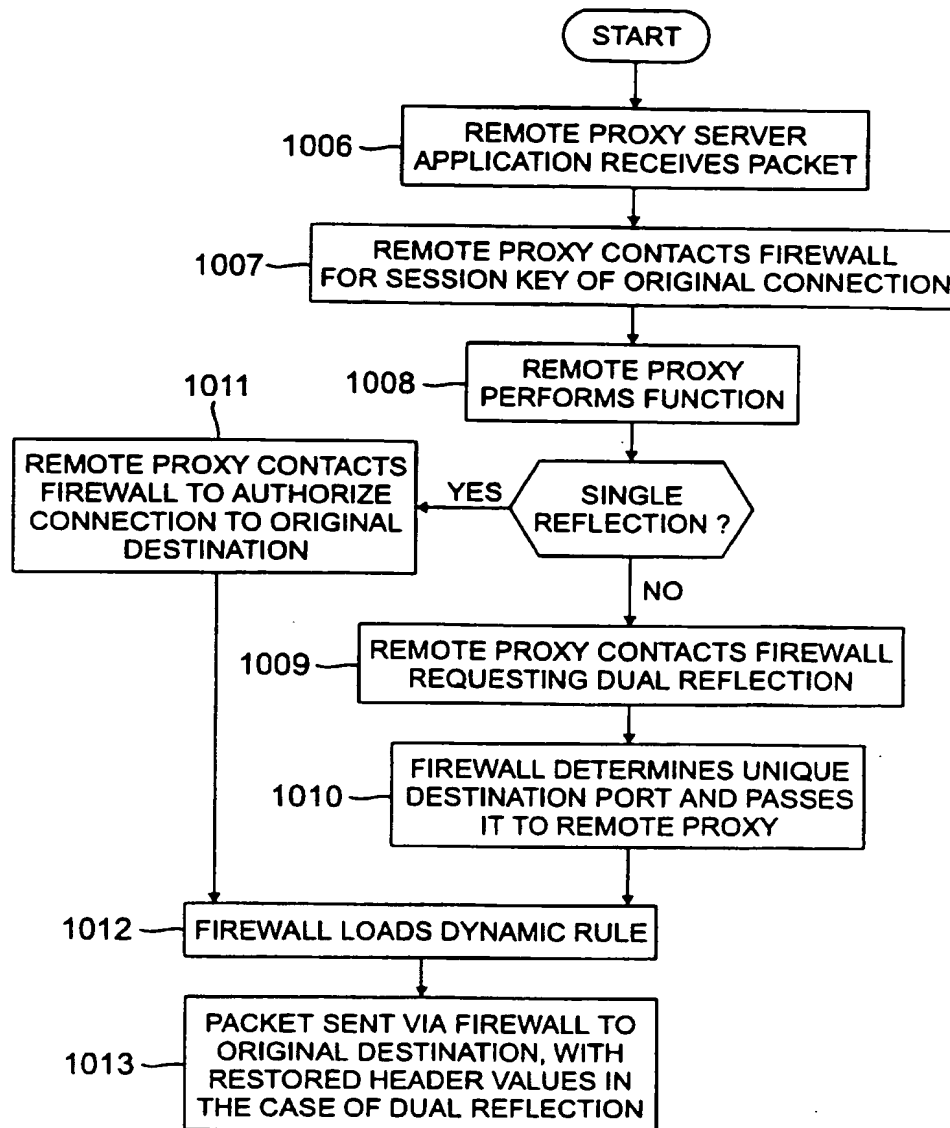 START
1006
REMOTE PROXY SERVER
APPLICATION RECEIVES PACKET
1007
REMOTE PROXY CONTACTS FIREWALL
FOR SESSION KEY OF ORIGINAL CONNECTION
1008
REMOTE PROXY
PERFORMS FUNCTION
SINGLE
REFLECTION ?
YES
1011
REMOTE PROXY CONTACTS
FIREWALL TO AUTHORIZE
CONNECTION TO ORIGINAL
DESTINATION
NO
1009
REMOTE PROXY CONTACTS FIREWALL
REQUESTING DUAL REFLECTION
1010
FIREWALL DETERMINES UNIQUE
DESTINATION PORT AND PASSES
IT TO REMOTE PROXY
1012
FIREWALL LOADS DYNAMIC RULE
1013
PACKET SENT VIA FIREWALL TO
ORIGINAL DESTINATION, WITH
RESTORED HEADER VALUES IN
THE CASE OF DUAL REFLECTION